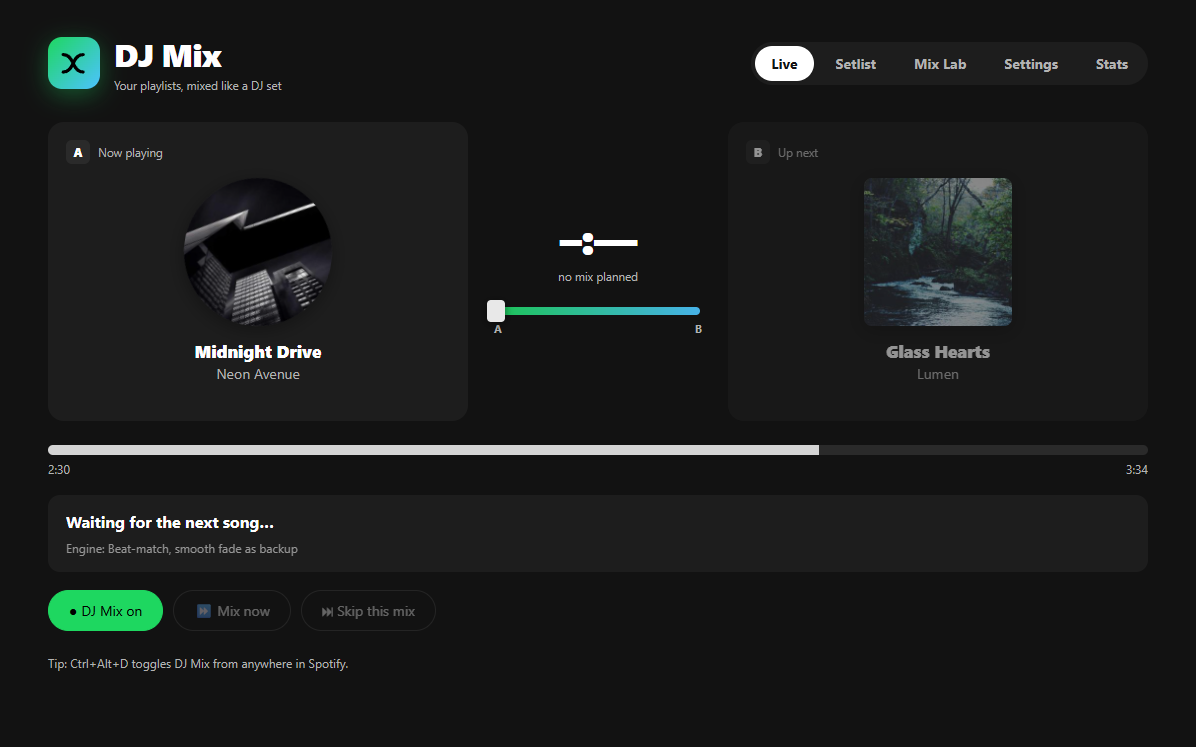 DJ Mix
Your playlists, mixed like a DJ set
Live
Setlist
Mix Lab
Settings
Stats
A
Now playing
Midnight Drive
Neon Avenue
–:––
no mix planned
A
B
B
Up next
Glass Hearts
Lumen
2:30
3:34
Waiting for the next song...
Engine: Beat-match, smooth fade as backup
● DJ Mix on
⏩ Mix now
⏭ Skip this mix
Tip: Ctrl+Alt+D toggles DJ Mix from anywhere in Spotify.